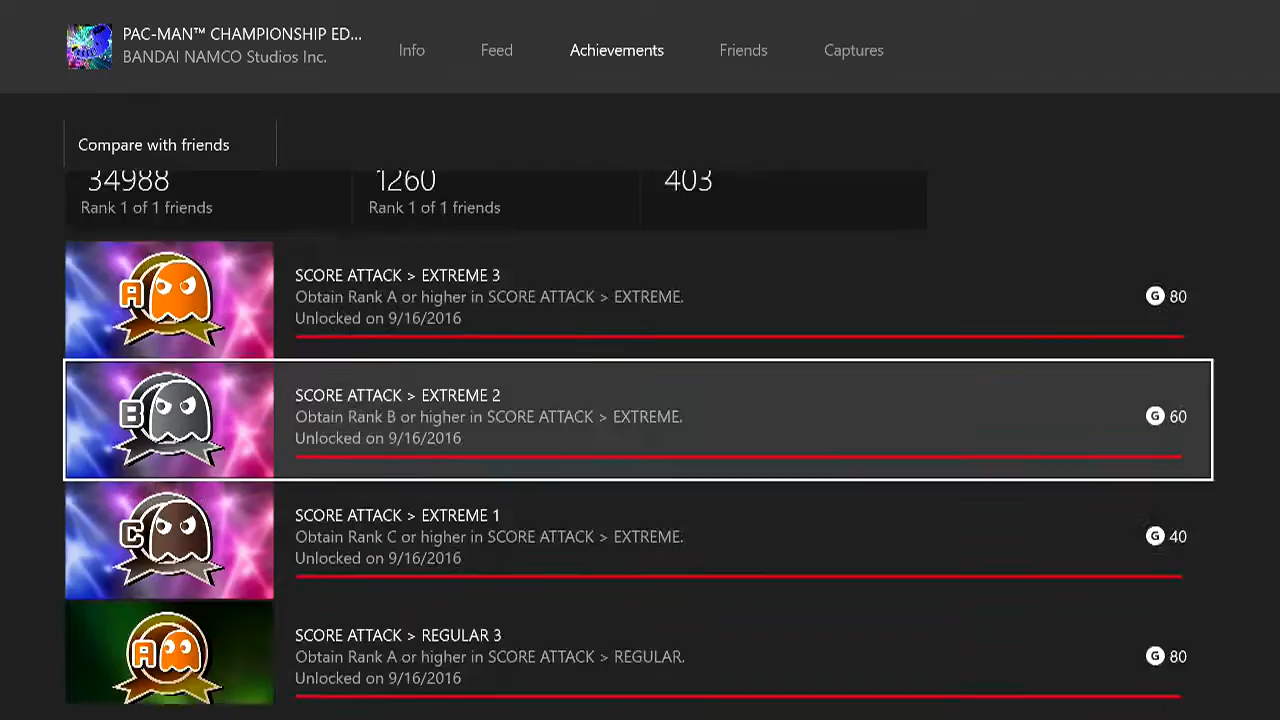 PAC-MAN™ CHAMPIONSHIP ED...
BANDAI NAMCO Studios Inc.
Info
Feed
Achievements
Friends
Captures
Compare with friends
34988
Rank 1 of 1 friends
1260
Rank 1 of 1 friends
403
A
SCORE ATTACK > EXTREME 3
Obtain Rank A or higher in SCORE ATTACK > EXTREME.
Unlocked on 9/16/2016
G 80
B
SCORE ATTACK > EXTREME 2
Obtain Rank B or higher in SCORE ATTACK > EXTREME.
Unlocked on 9/16/2016
G 60
C
SCORE ATTACK > EXTREME 1
Obtain Rank C or higher in SCORE ATTACK > EXTREME.
Unlocked on 9/16/2016
G 40
A
SCORE ATTACK > REGULAR 3
Obtain Rank A or higher in SCORE ATTACK > REGULAR.
Unlocked on 9/16/2016
G 80